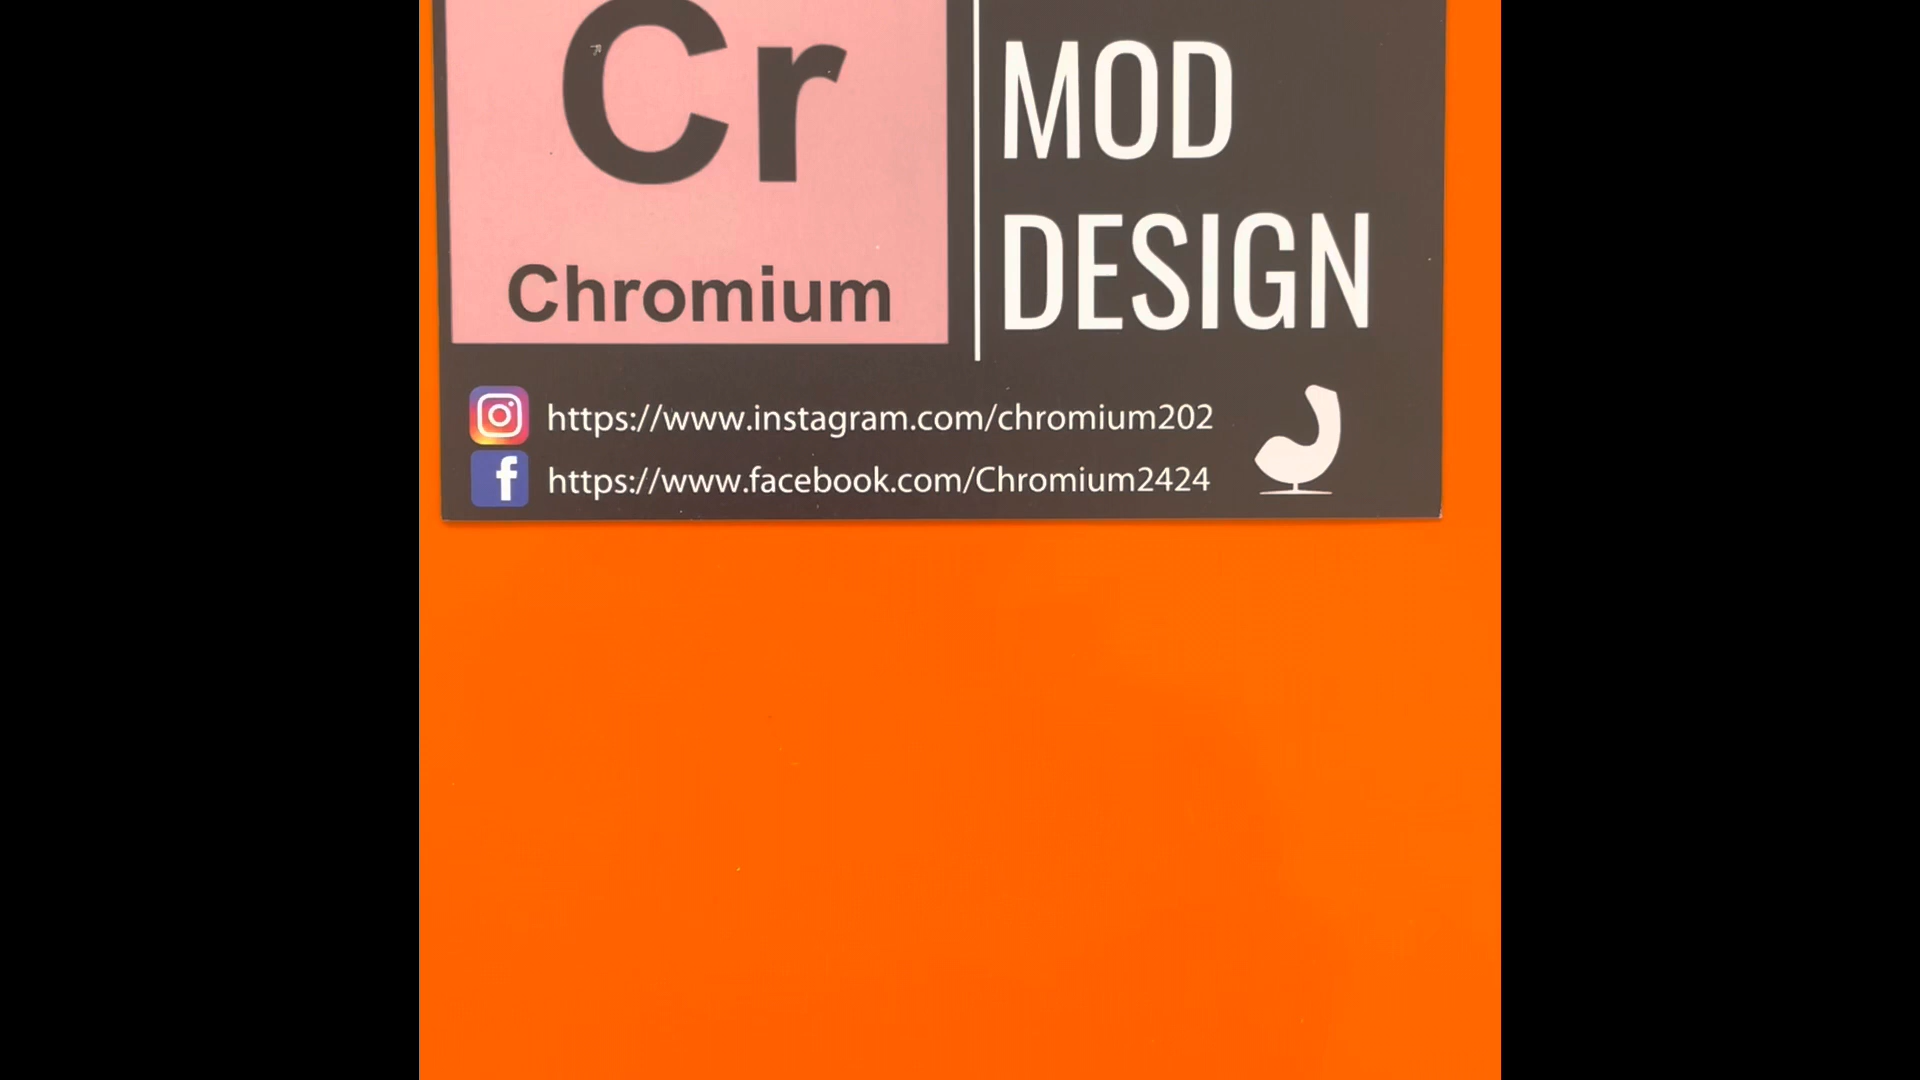 Cr
Chromium
MOD
DESIGN
https://www.instagram.com/chromium202
https://www.facebook.com/Chromium2424